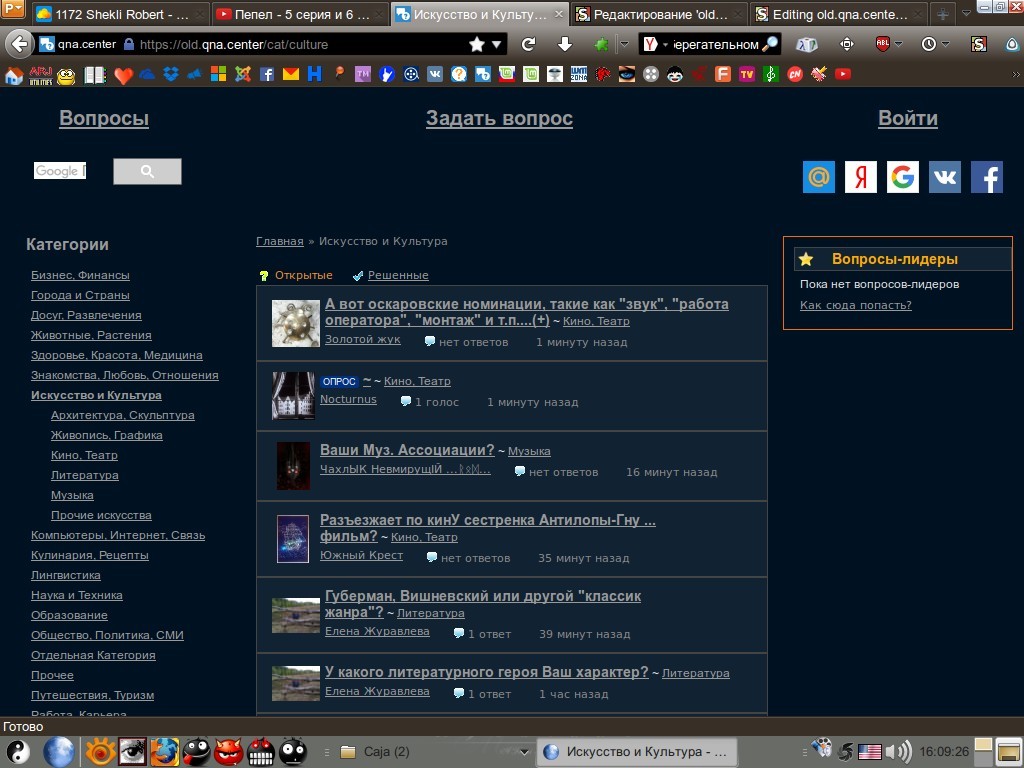 1172 Shekli Robert - ...
Пепел - 5 серия и 6 ...
Искусство и Культу...
Редактирование 'old...
Editing old.qna.cente...
qna.center
https://old.qna.center/cat/culture
ерегательном
Вопросы
Задать вопрос
Войти
Google
Категории
Главная » Искусство и Культура
Вопросы-лидеры
Пока нет вопросов-лидеров
Как сюда попасть?
Открытые
Решенные
Бизнес, Финансы
Города и Страны
Досуг, Развлечения
Животные, Растения
Здоровье, Красота, Медицина
Знакомства, Любовь, Отношения
Искусство и Культура
Архитектура, Скульптура
Живопись, Графика
Кино, Театр
Литература
Музыка
Прочие искусства
Компьютеры, Интернет, Связь
Кулинария, Рецепты
Лингвистика
Наука и Техника
Образование
Общество, Политика, СМИ
Отдельная Категория
Прочее
Путешествия, Туризм
Работа, Карьера
А вот оскаровские номинации, такие как "звук", "работа
оператора", "монтаж" и т.п....(+) ~ Кино, Театр
Золотой жук нет ответов 1 минуту назад
ОПРОС ~ ~ Кино, Театр
Nocturnus 1 голос 1 минуту назад
Ваши Муз. Ассоциации? ~ Музыка
ЧахлЫК НевмирущIЙ ...ᚱᛟᛞ... нет ответов 16 минут назад
Разъезжает по кинУ сестренка Антилопы-Гну ...
фильм? ~ Кино, Театр
Южный Крест нет ответов 35 минут назад
Губерман, Вишневский или другой "классик
жанра"? ~ Литература
Елена Журавлева 1 ответ 39 минут назад
У какого литературного героя Ваш характер? ~ Литература
Елена Журавлева 1 ответ 1 час назад
Готово
Caja (2)
Искусство и Культура - ...
16:09:26